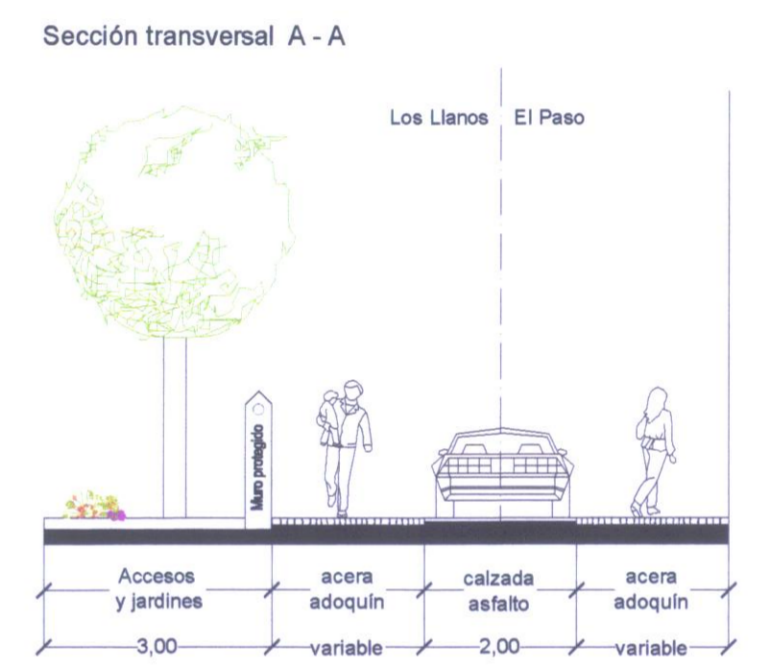 Sección transversal A - A
Los Llanos El Paso
Muro protegido
Accesos
y jardines
acera
adoquín
calzada
asfalto
acera
adoquín
3,00 variable 2,00 variable